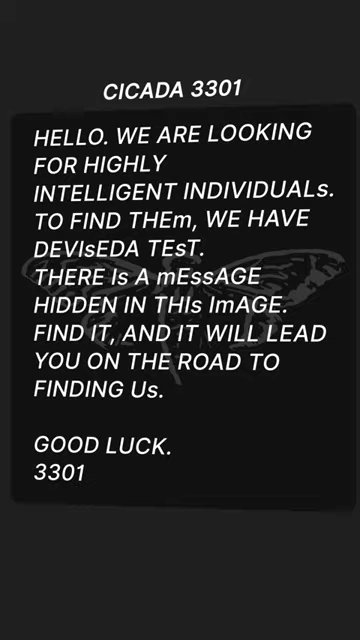 CICADA 3301
HELLO. WE ARE LOOKING
FOR HIGHLY
INTELLIGENT INDIVIDUALs.
TO FIND THEm, WE HAVE
DEVIsEDA TEsT.
THERE Is A mEssAGE
HIDDEN IN THIs ImAGE.
FIND IT, AND IT WILL LEAD
YOU ON THE ROAD TO
FINDING Us.
GOOD LUCK.
3301